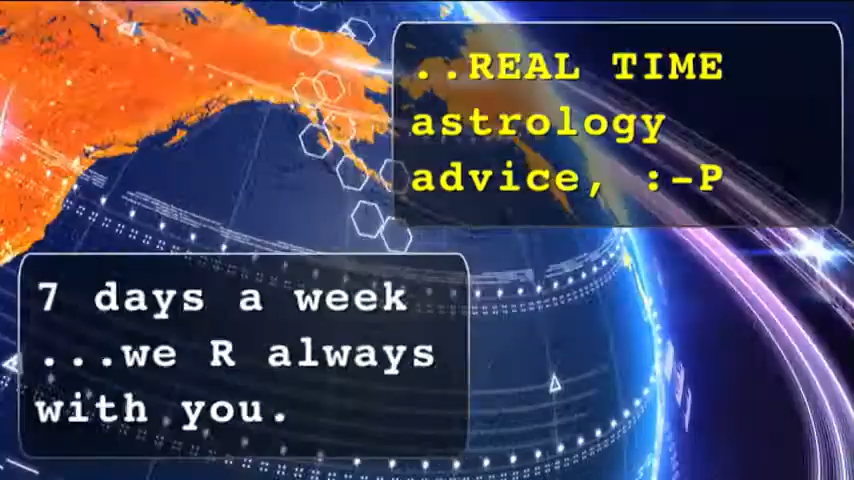 ..REAL TIME
astrology
advice, :-P
7 days a week
...we R always
with you.